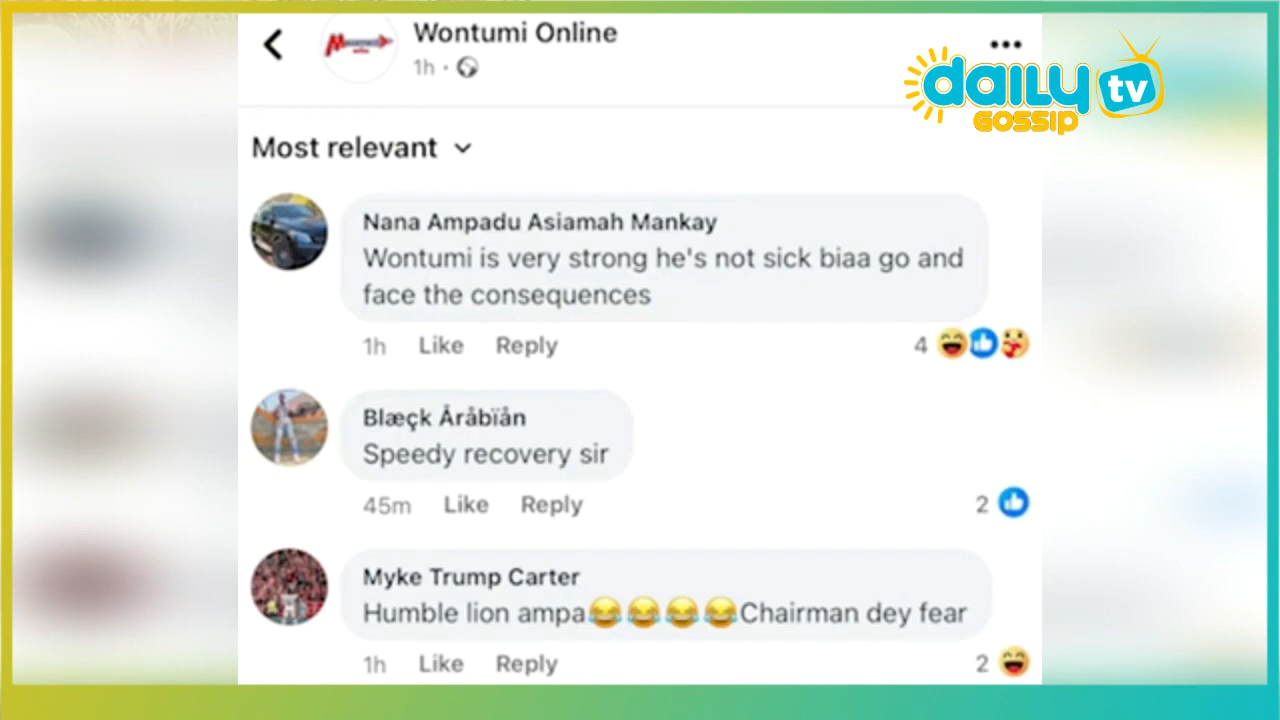 Wontumi Online
1h ·
daily tv
GOSSIP
Most relevant
Nana Ampadu Asiamah Mankay
Wontumi is very strong he's not sick biaa go and
face the consequences
1h Like Reply 4
Blæçk Åråbïån
Speedy recovery sir
45m Like Reply 2
Myke Trump Carter
Humble lion ampa😂😂😂😂Chairman dey fear
1h Like Reply 2